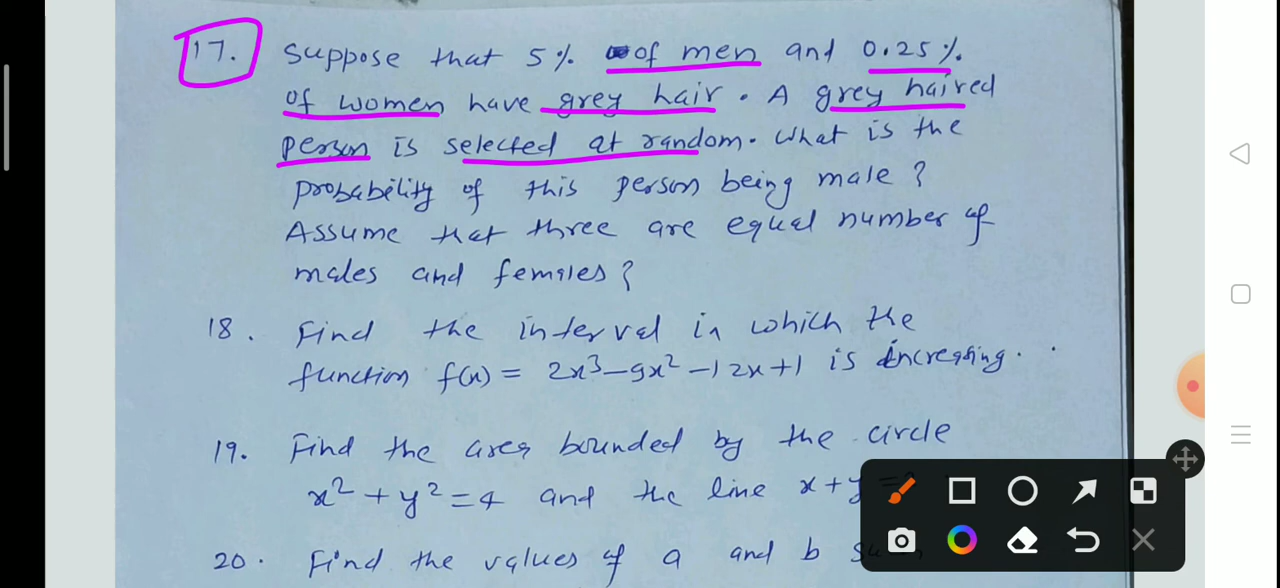 17. Suppose that 5% of men and 0.25%
of women have grey hair. A grey haired
person is selected at random. What is the
probability of this person being male?
Assume that three are equal number of
males and females?
18. Find the interval in which the
function f(x) = 2x³-9x²-12x+1 is increasing.
19. Find the area bounded by the circle
x²+y²=4 and the line x+y
20. Find the values of a and b